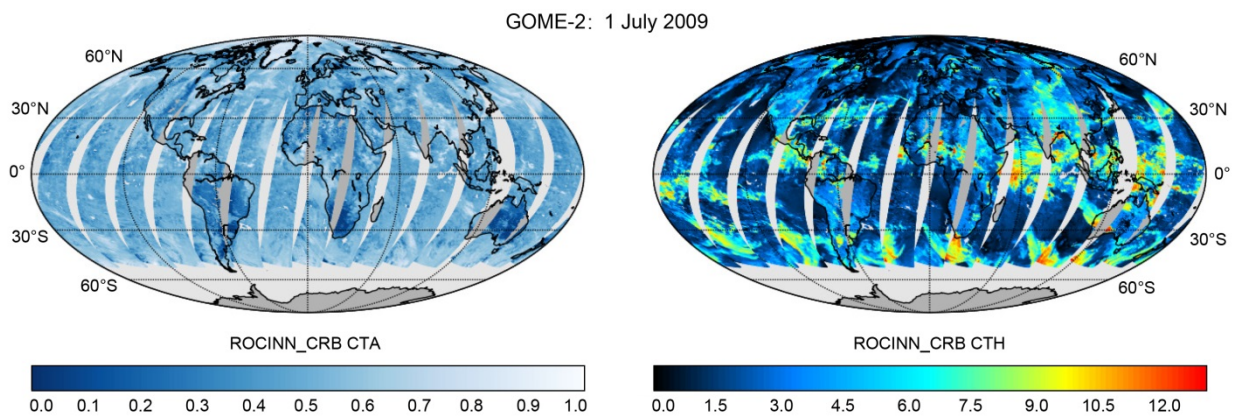 GOME-2: 1 July 2009
60°N
30°N
0°
30°S
60°S
60°N
30°N
0°
30°S
60°S
ROCINN_CRB CTA
ROCINN_CRB CTH
0.0 0.1 0.2 0.3 0.4 0.5 0.6 0.7 0.8 0.9 1.0
0.0 1.5 3.0 4.5 6.0 7.5 9.0 10.5 12.0